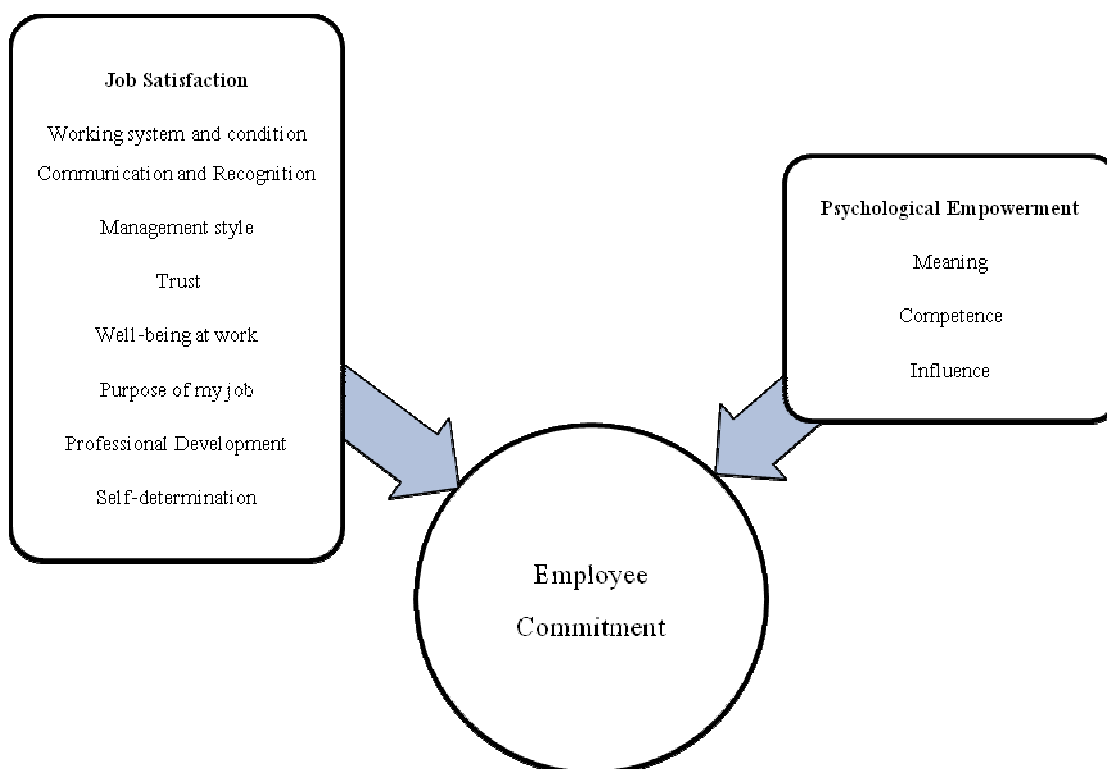 Job Satisfaction
Working system and condition
Communication and Recognition
Management style
Trust
Well-being at work
Purpose of my job
Professional Development
Self-determination
Psychological Empowerment
Meaning
Competence
Influence
Employee
Commitment